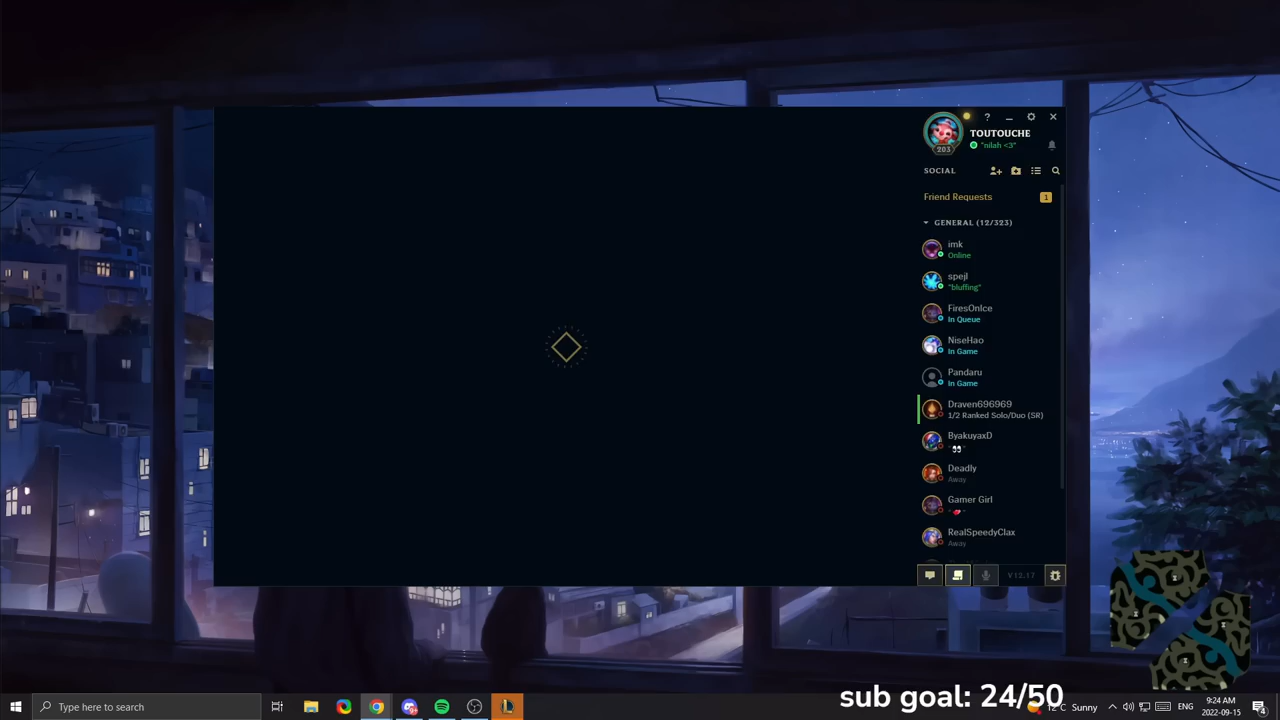 203
TOUTOUCHE
"nilah <3"
SOCIAL
Friend Requests
1
GENERAL (12/323)
imk
Online
spejl
"bluffing"
FiresOnIce
In Queue
NiseHao
In Game
Pandaru
In Game
Draven696969
1/2 Ranked Solo/Duo (SR)
ByakuyaxD
"👀"
Deadly
Away
Gamer Girl
RealSpeedyClax
Away
V12.17
sub goal: 24/50
Type here to search
12°C Sunny
ENG
9:24 AM
2022-09-15
4